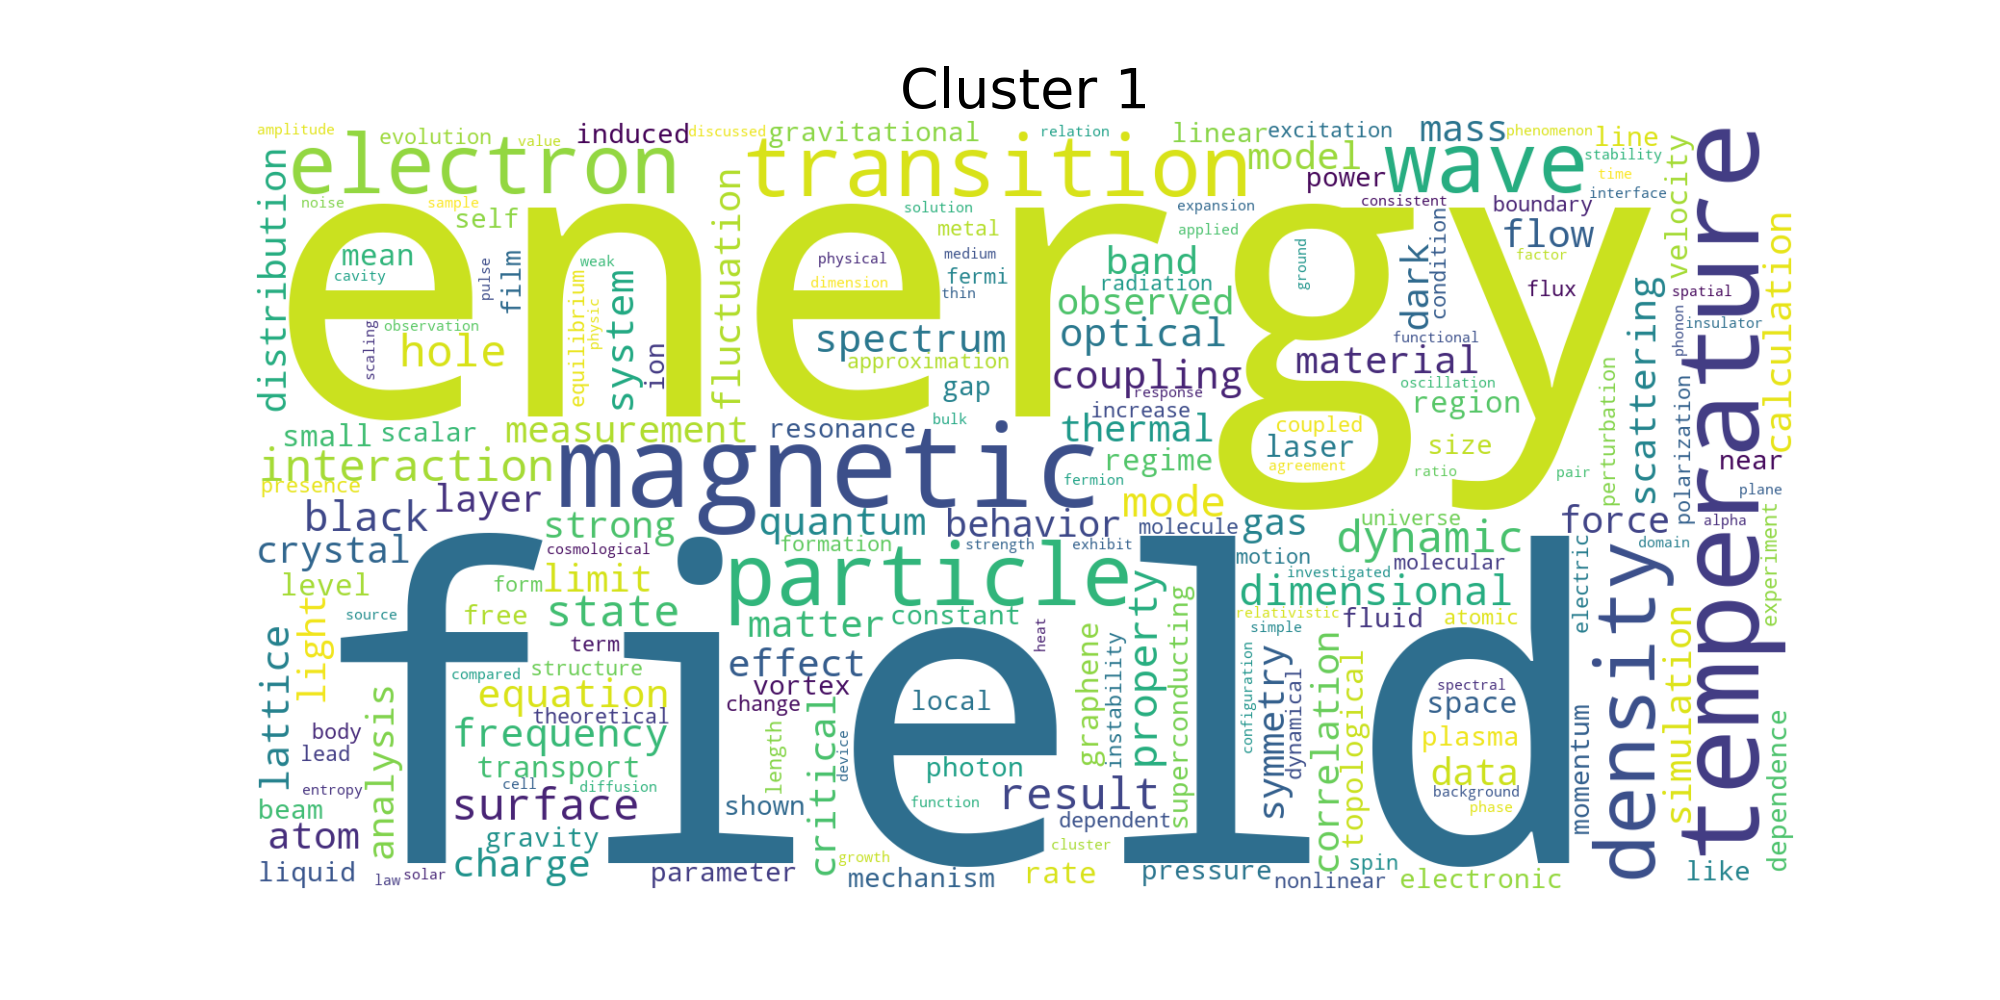 Cluster 1
amplitude
evolution
value
induced
discussed
gravitational
relation
linear
excitation
mass
phenomenon
line
electron
transition
model
wave
stability
time
power
interface
velocity
temperature
distribution
noise
sample
self
fluctuation
solution
metal
expansion
applied
consistent
boundary
flow
factor
energy
mean
cavity
pulse
film
weak
equilibrium
physic
system
ion
physical
dimension
medium
fermi
thin
band
radiation
observed
ground
dark
condition
flux
spatial
calculation
observation
scaling
hole
spectrum
approximation
gap
optical
coupling
response
increase
material
functional
oscillation
region
scattering
phonon
insulator
small
scalar
measurement
resonance
bulk
thermal
coupled
laser
agreement
size
ratio
pair
perturbation
polarization
near
plane
interaction
presence
magnetic
regime
fermion
black
layer
strong
quantum
behavior
mode
molecule
gas
universe
dynamic
force
alpha
domain
experiment
crystal
cosmological
formation
strength
exhibit
motion
investigated
molecular
electric
level
form
limit
particle
dimensional
density
light
source
free
state
matter
constant
heat
property
superconducting
relativistic
simple
fluid
atomic
field
lattice
term
compared
structure
effect
equation
vortex
theoretical
change
local
graphene
instability
configuration
symmetry
dynamical
correlation
topological
spectral
space
plasma
data
background
phase
momentum
simulation
dependence
body
lead
analysis
frequency
transport
length
critical
device
photon
entropy
beam
cell
diffusion
surface
shown
function
result
dependent
atom
gravity
growth
cluster
liquid
law
solar
charge
parameter
mechanism
rate
pressure
nonlinear
spin
electronic
like